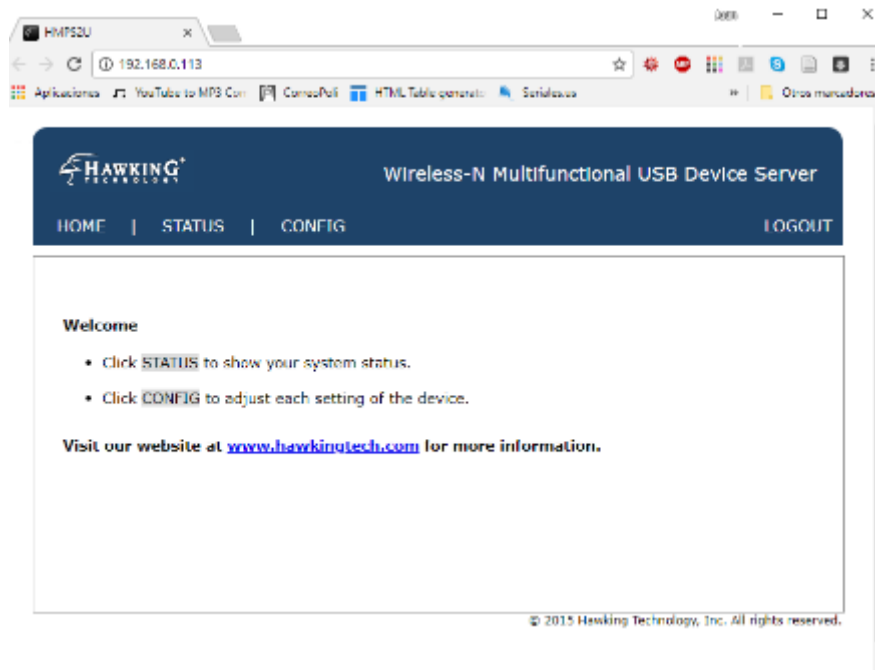 HMPS2U
192.168.0.113
Aplicaciones YouTube to MP3 Con CorreoPoli HTML Table generato Seriales.us » Otros marcadores
HAWKING
TECHNOLOGY
Wireless-N Multifunctional USB Device Server
HOME | STATUS | CONFIG LOGOUT
Welcome
• Click STATUS to show your system status.
• Click CONFIG to adjust each setting of the device.
Visit our website at www.hawkingtech.com for more information.
© 2015 Hawking Technology, Inc. All rights reserved.